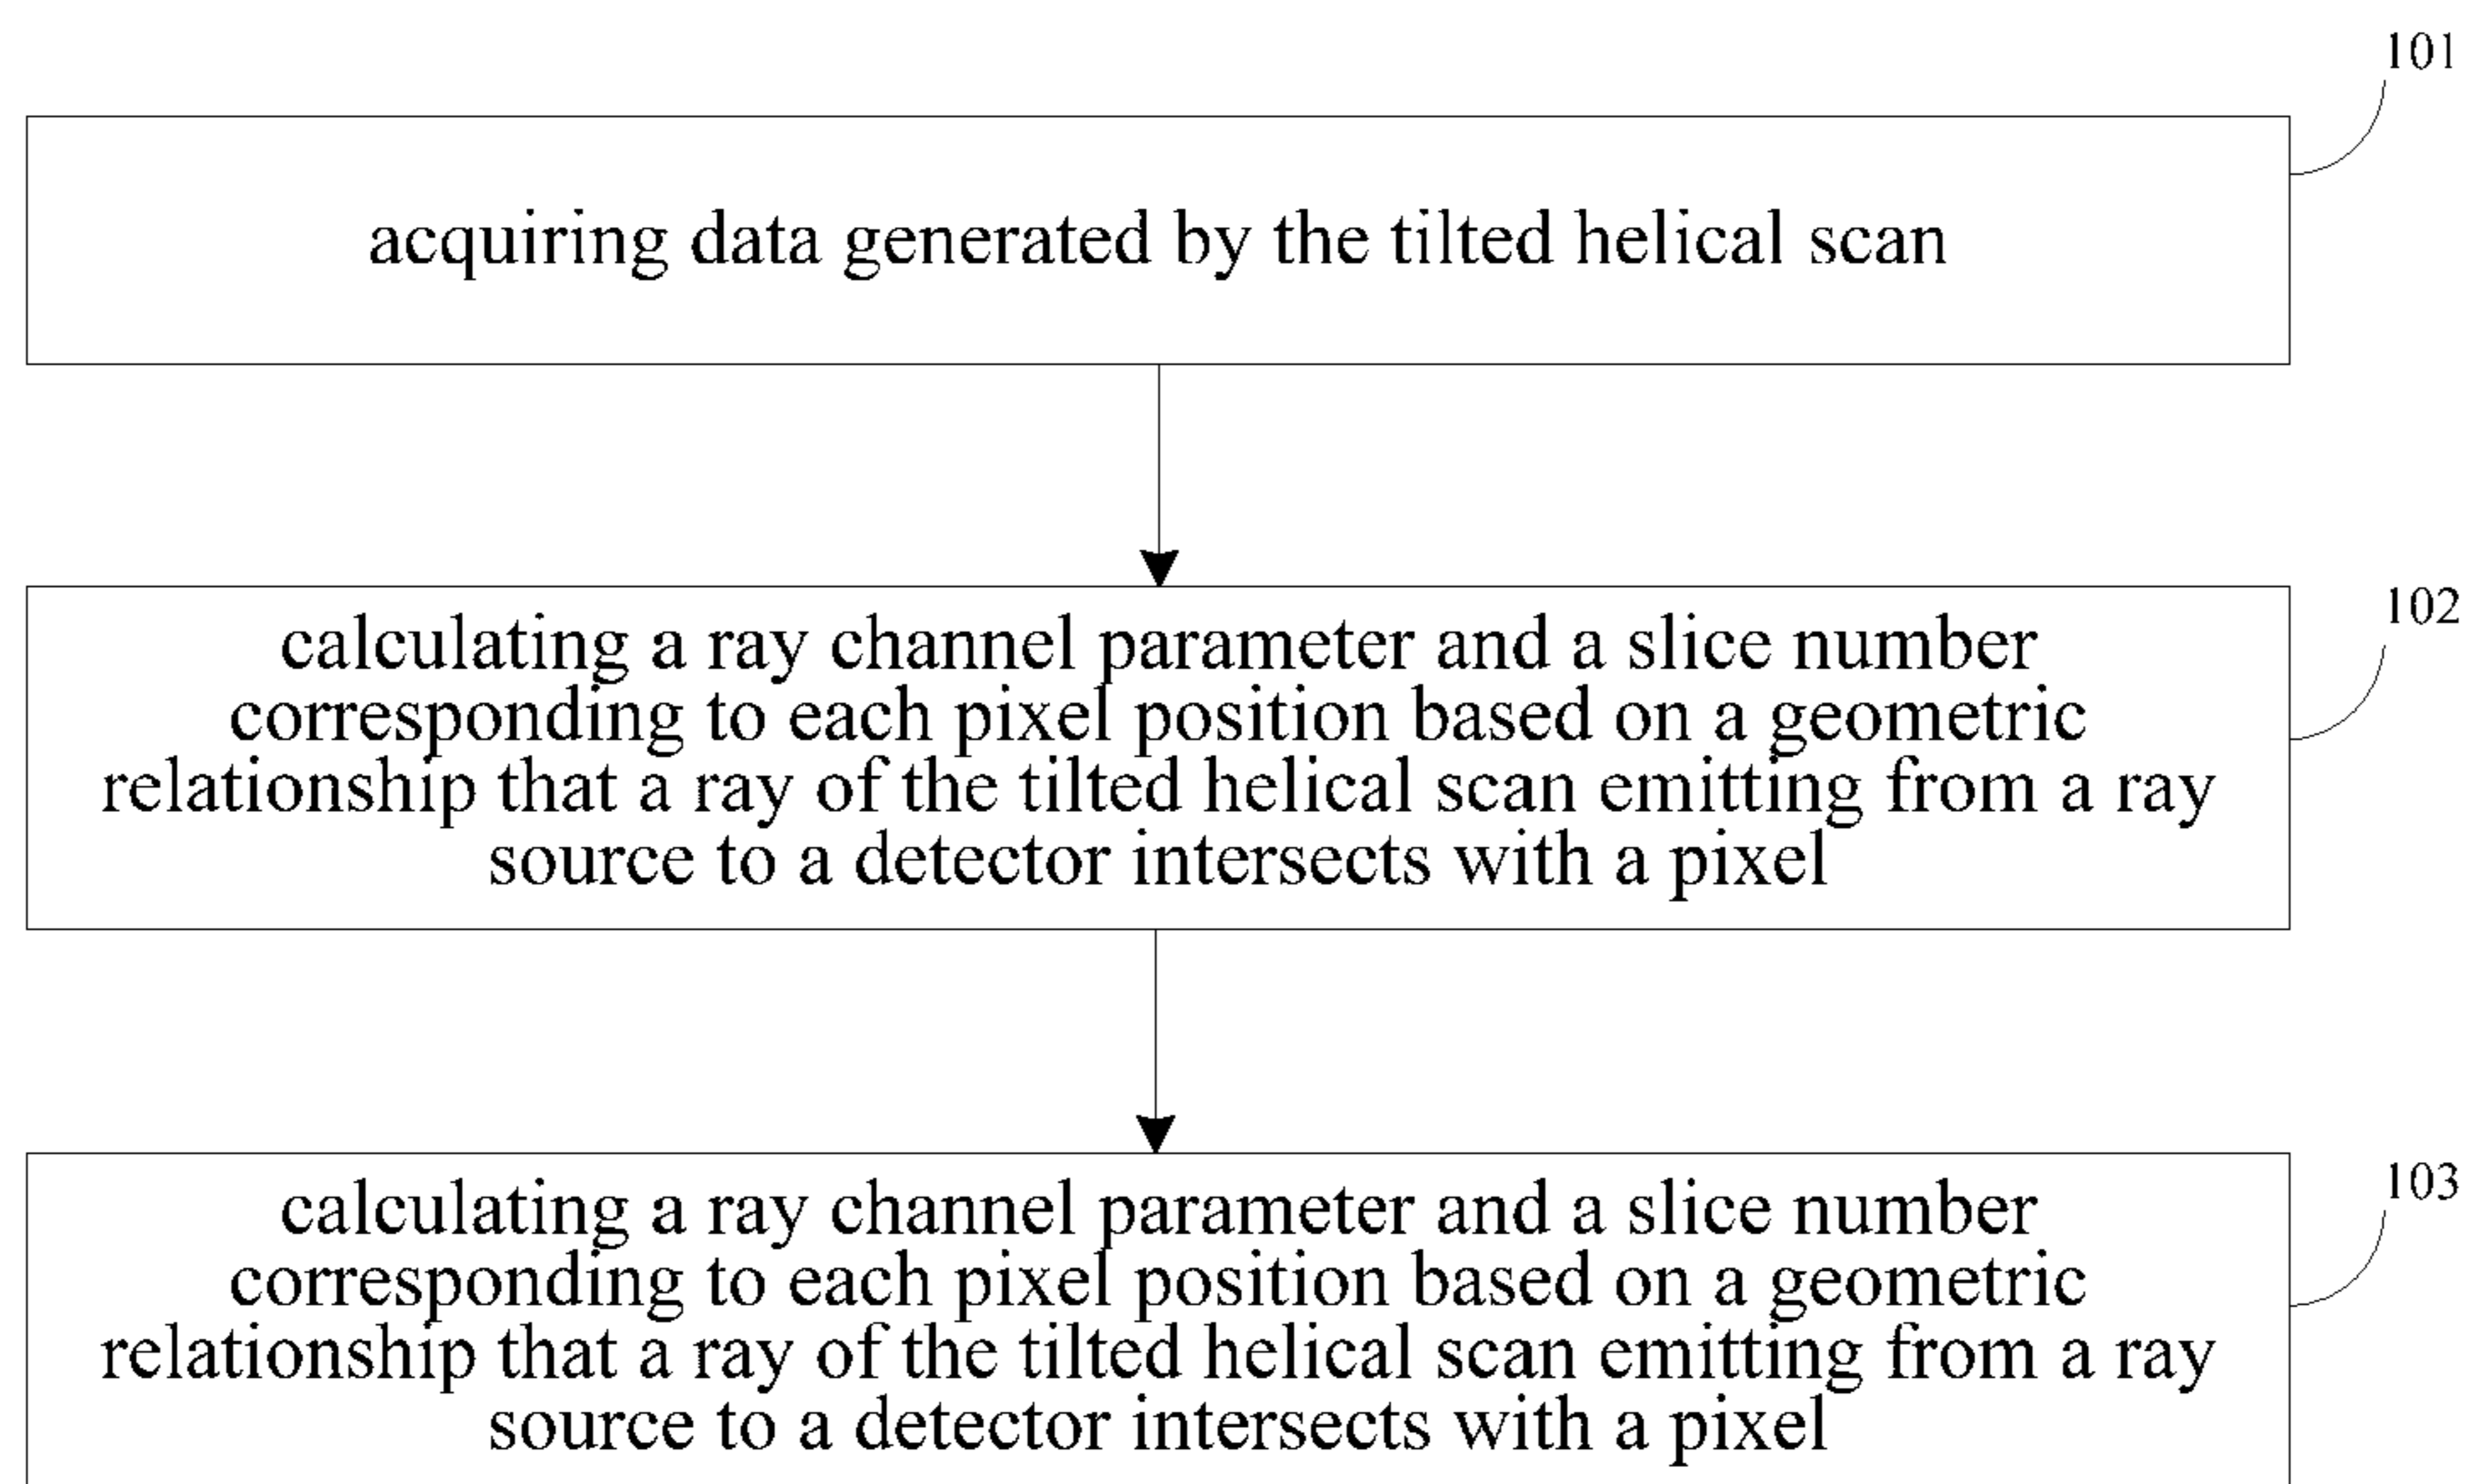 101
acquiring data generated by the tilted helical scan
102
calculating a ray channel parameter and a slice number
corresponding to each pixel position based on a geometric
relationship that a ray of the tilted helical scan emitting from a ray
source to a detector intersects with a pixel
103
calculating a ray channel parameter and a slice number
corresponding to each pixel position based on a geometric
relationship that a ray of the tilted helical scan emitting from a ray
source to a detector intersects with a pixel